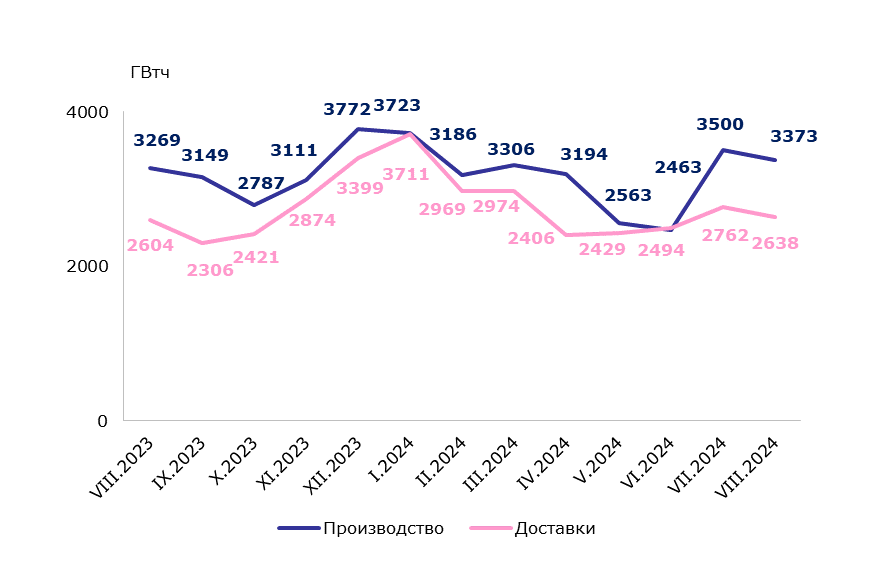 ГВтч
4000
2000
0
3269
3149
2787
3111
3772
3723
3186
3306
3194
2563
2463
3500
3373
2604
2306
2421
2874
3399
3711
2969
2974
2406
2429
2494
2762
2638
VIII.2023
IX.2023
X.2023
XI.2023
XII.2023
I.2024
II.2024
III.2024
IV.2024
V.2024
VI.2024
VII.2024
VIII.2024
Производство
Доставки